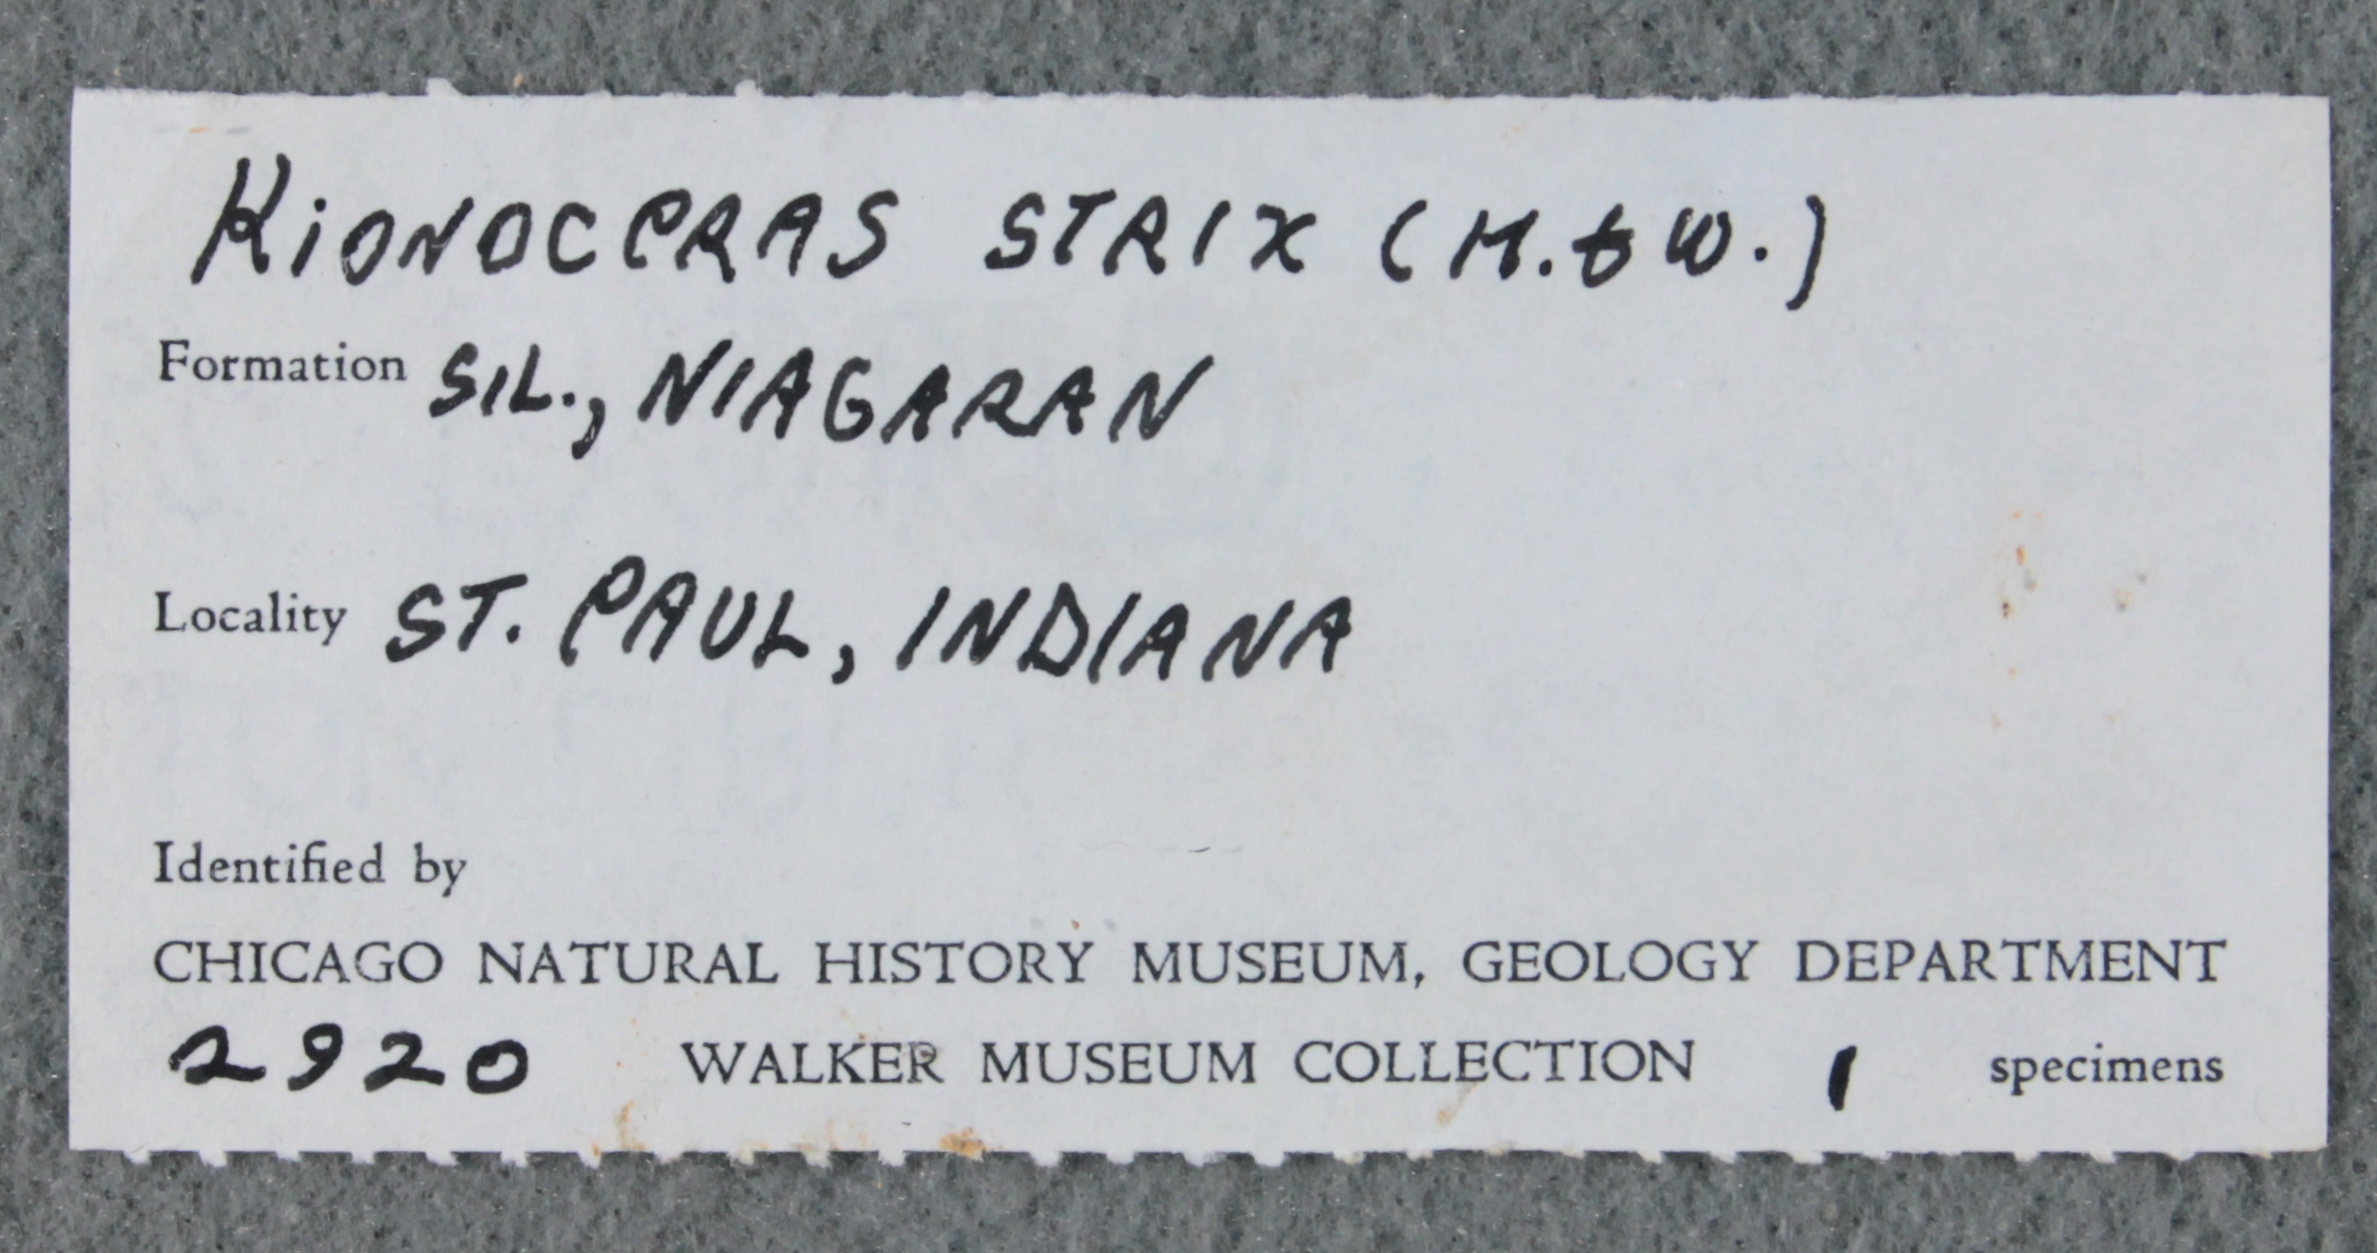 KiONOCERAS STRIX (H. & W.)
Formation SIL., NIAGARAN
Locality ST. PAUL, INDIANA
Identified by
CHICAGO NATURAL HISTORY MUSEUM, GEOLOGY DEPARTMENT
2920 WALKER MUSEUM COLLECTION 1 specimens